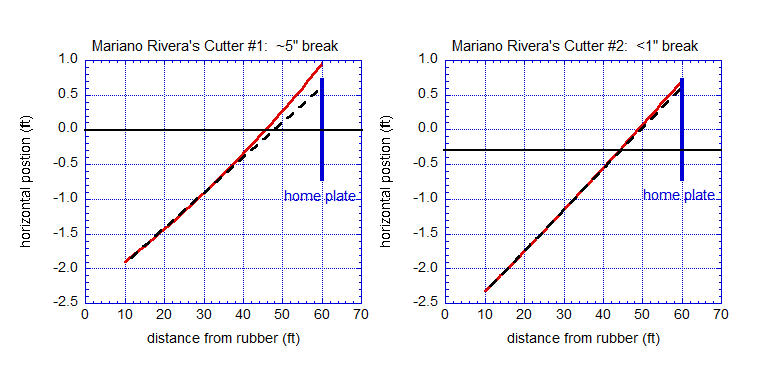 Mariano Rivera's Cutter #1:  ~5" break
1.0
0.5
0.0
-0.5
-1.0
-1.5
-2.0
-2.5
horizontal postion (ft)
home plate
0 10 20 30 40 50 60 70
distance from rubber (ft)
Mariano Rivera's Cutter #2:  <1" break
1.0
0.5
0.0
-0.5
-1.0
-1.5
-2.0
-2.5
horizontal position (ft)
home plate
0 10 20 30 40 50 60 70
distance from rubber (ft)